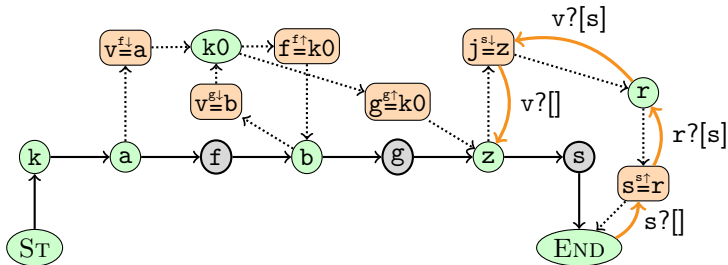 v?[s]
v=a f↓
k0
f=k0 f↑
j=z s↓
v=b g↓
g=k0 g↑
v?[]
r
r?[s]
k
a
f
b
g
z
s
s=r s↑
s?[]
St
End